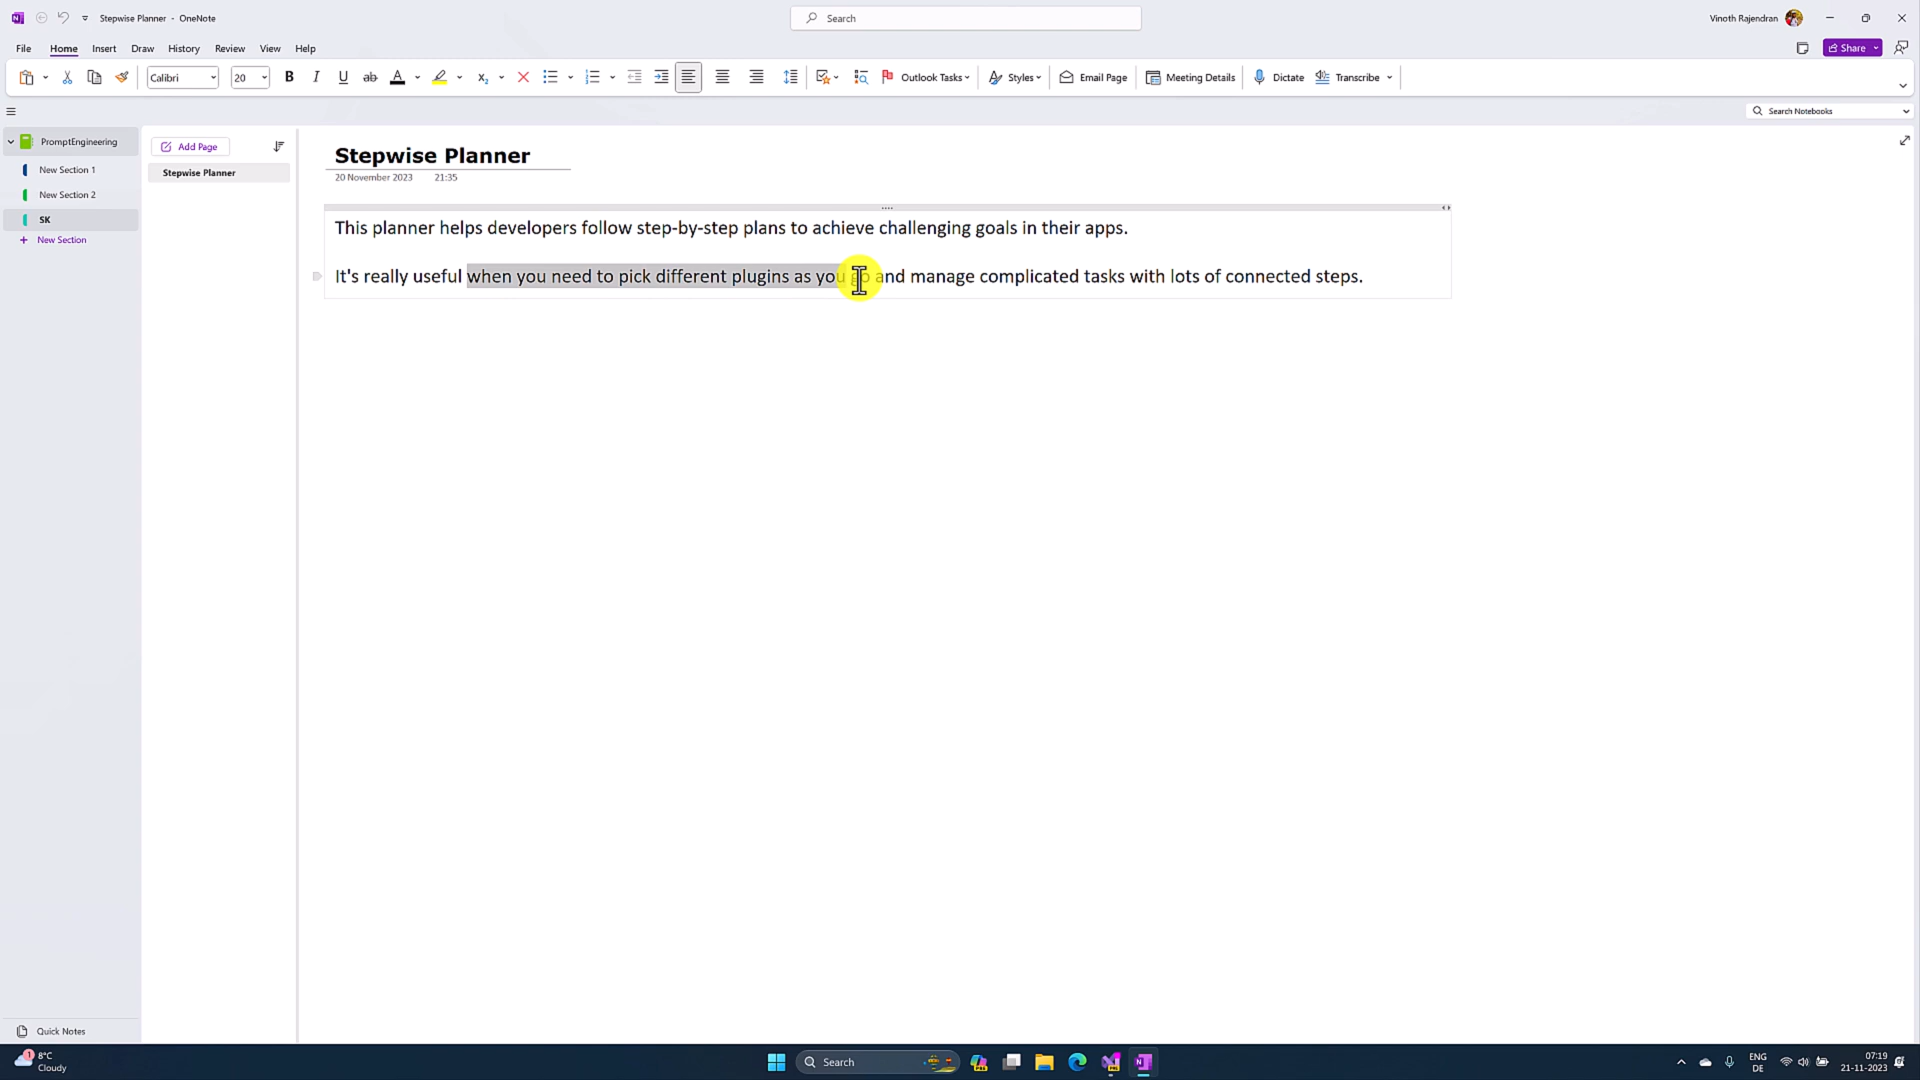 Stepwise Planner - OneNote
Search
Vinoth Rajendran
File Home Insert Draw History Review View Help
Share
Calibri 20 B I U ab A X₂ Outlook Tasks Styles Email Page Meeting Details Dictate Transcribe
Search Notebooks
PromptEngineering
New Section 1
New Section 2
SK
New Section
Add Page
Stepwise Planner
Stepwise Planner
20 November 2023 21:35
This planner helps developers follow step-by-step plans to achieve challenging goals in their apps.
It's really useful when you need to pick different plugins as you go and manage complicated tasks with lots of connected steps.
Quick Notes
1
8°C
Cloudy
Search
ENG
DE
07:19
21-11-2023